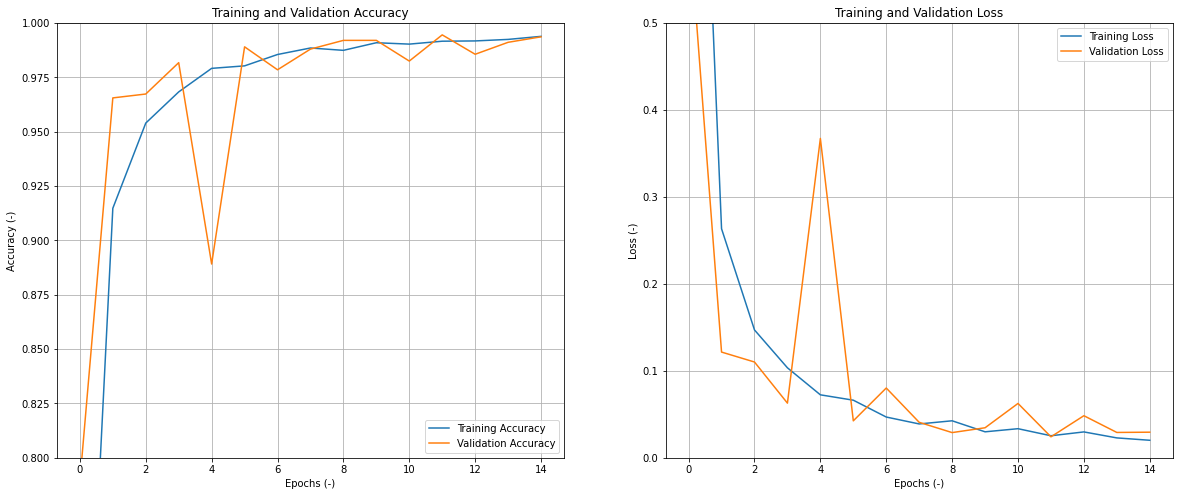 Training and Validation Accuracy
1.000
0.975
0.950
0.925
0.900
0.875
0.850
0.825
0.800
Accuracy (-)
0 2 4 6 8 10 12 14
Epochs (-)
Training Accuracy
Validation Accuracy
Training and Validation Loss
0.5
0.4
0.3
0.2
0.1
0.0
Loss (-)
0 2 4 6 8 10 12 14
Epochs (-)
Training Loss
Validation Loss